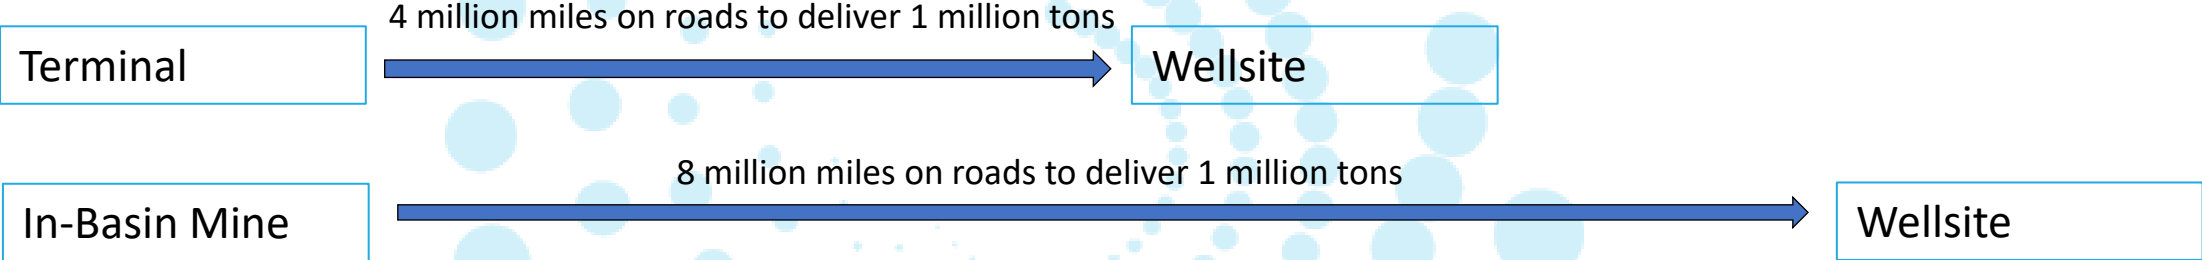 4 million miles on roads to deliver 1 million tons
Terminal
Wellsite
8 million miles on roads to deliver 1 million tons
In-Basin Mine
Wellsite